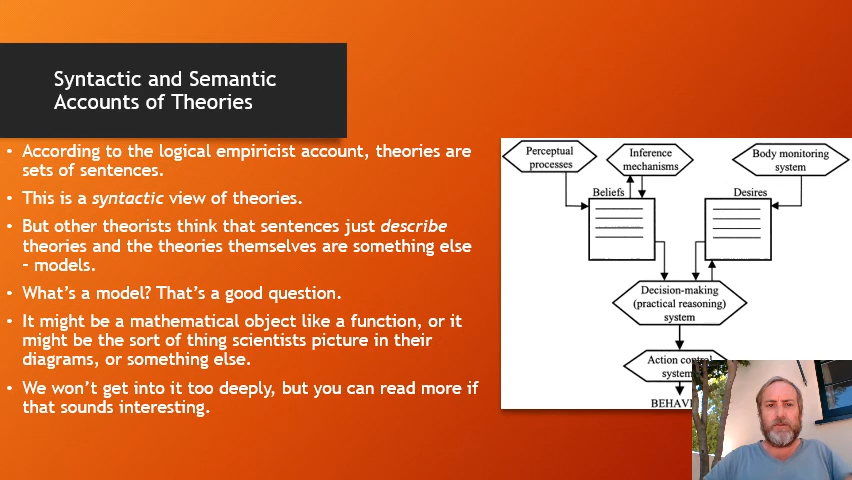 Syntactic and Semantic
Accounts of Theories
• According to the logical empiricist account, theories are
sets of sentences.
• This is a syntactic view of theories.
• But other theorists think that sentences just describe
theories and the theories themselves are something else
– models.
• What's a model? That's a good question.
• It might be a mathematical object like a function, or it
might be the sort of thing scientists picture in their
diagrams, or something else.
• We won't get into it too deeply, but you can read more if
that sounds interesting.
Perceptual
processes
Inference
mechanisms
Body monitoring
system
Beliefs
Desires
Decision-making
(practical reasoning)
system
Action control
system
BEHAV